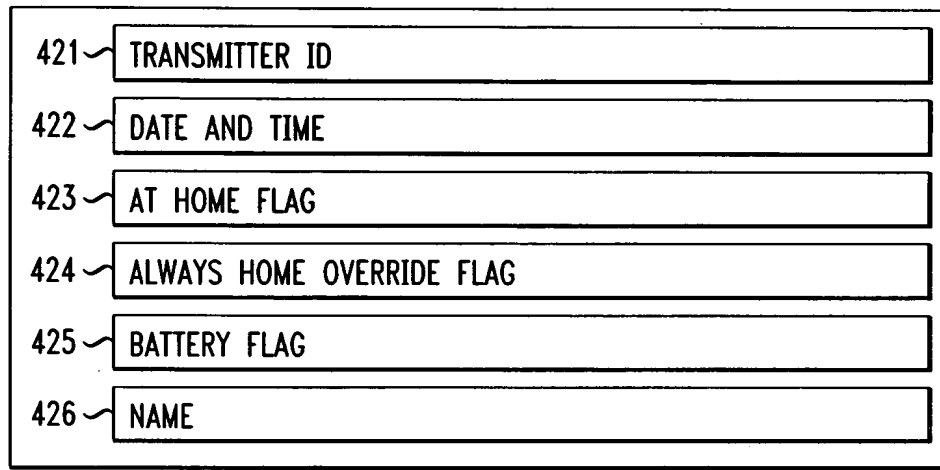 421 TRANSMITTER ID
422 DATE AND TIME
423 AT HOME FLAG
424 ALWAYS HOME OVERRIDE FLAG
425 BATTERY FLAG
426 NAME